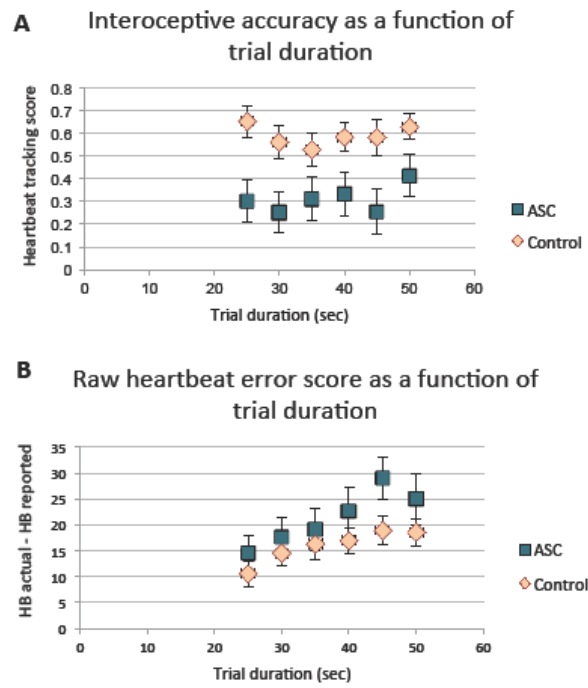 A
Interoceptive accuracy as a function of
trial duration
Heartbeat tracking score
0.8
0.7
0.6
0.5
0.4
0.3
0.2
0.1
0
0 10 20 30 40 50 60
Trial duration (sec)
ASC
Control
B
Raw heartbeat error score as a function of
trial duration
HB actual - HB reported
35
30
25
20
15
10
5
0
0 10 20 30 40 50 60
Trial duration (sec)
ASC
Control